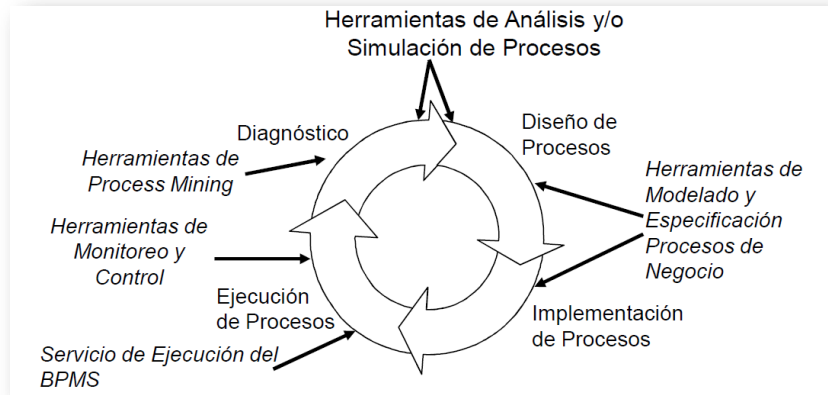 Herramientas de Análisis y/o
Simulación de Procesos
Diagnóstico
Diseño de
Procesos
Herramientas de
Process Mining
Herramientas de
Modelado y
Especificación
Procesos de
Negocio
Herramientas de
Monitoreo y
Control
Ejecución
de Procesos
Implementación
de Procesos
Servicio de Ejecución del
BPMS